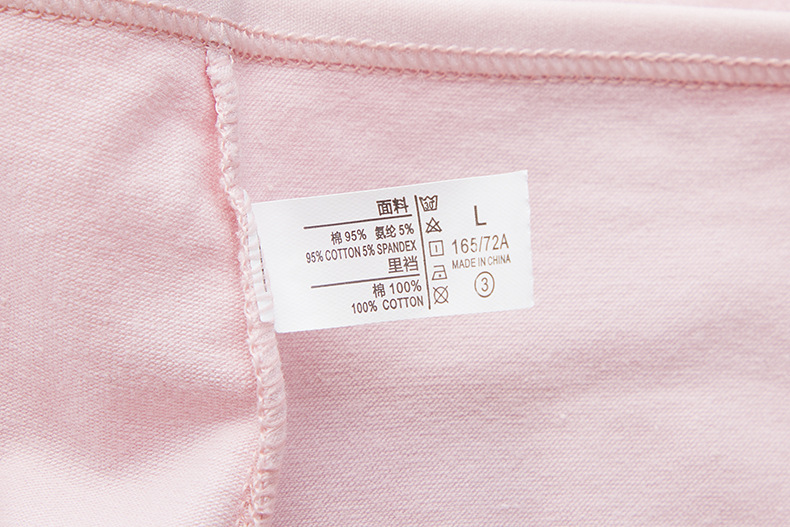 面料
棉 95% 氨纶 5%
95% COTTON 5% SPANDEX
里裆
棉 100%
100% COTTON
L
165/72A
MADE IN CHINA
3